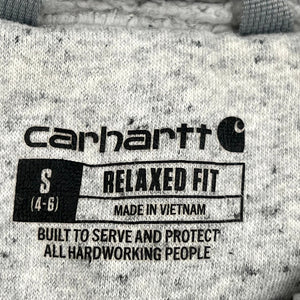 carhartt
S
(4-6)
RELAXED FIT
MADE IN VIETNAM
BUILT TO SERVE AND PROTECT
ALL HARDWORKING PEOPLE